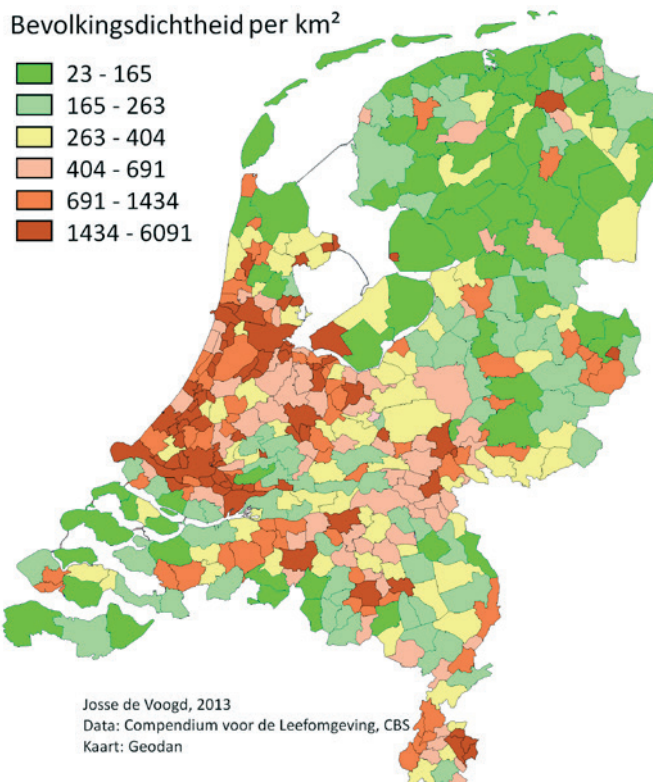 Bevolkingsdichtheid per km²
23 - 165
165 - 263
263 - 404
404 - 691
691 - 1434
1434 - 6091
Josse de Voogd, 2013
Data: Compendium voor de Leefomgeving, CBS
Kaart: Geodan